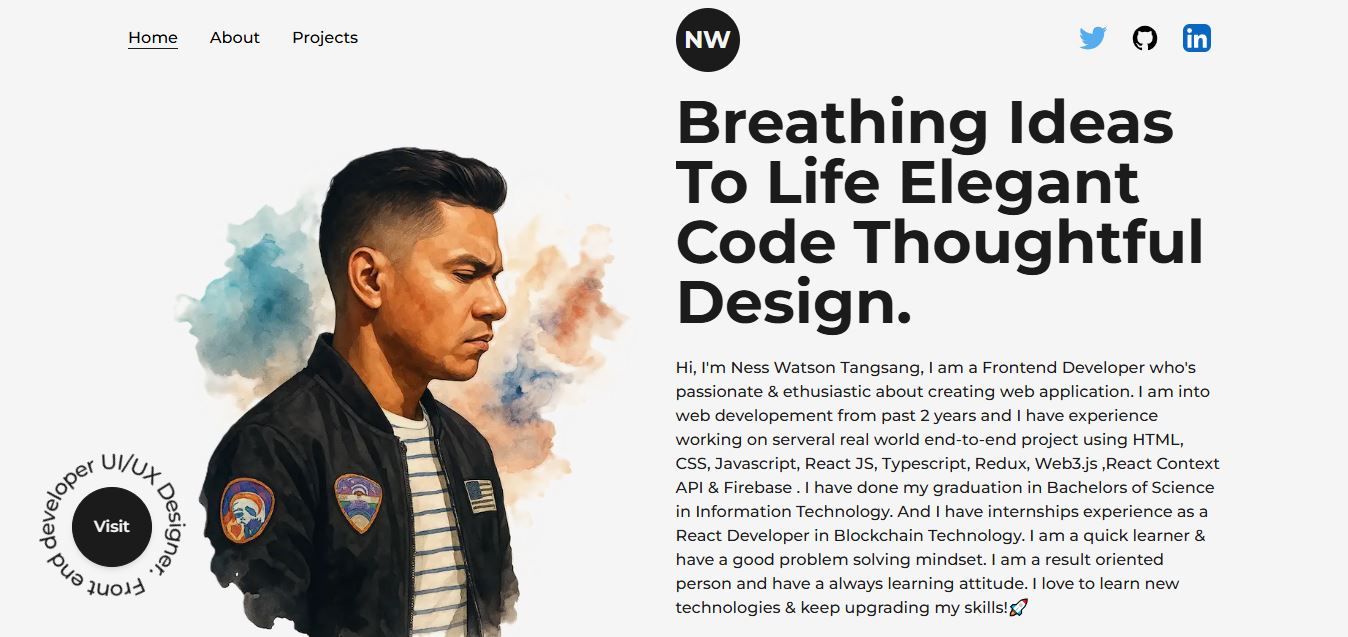 Home About Projects
NW
Breathing Ideas
To Life Elegant
Code Thoughtful
Design.
Hi, I'm Ness Watson Tangsang, I am a Frontend Developer who's
passionate & ethusiastic about creating web application. I am into
web developement from past 2 years and I have experience
working on serveral real world end-to-end project using HTML,
CSS, Javascript, React JS, Typescript, Redux, Web3.js ,React Context
API & Firebase . I have done my graduation in Bachelors of Science
in Information Technology. And I have internships experience as a
React Developer in Blockchain Technology. I am a quick learner &
have a good problem solving mindset. I am a result oriented
person and have a always learning attitude. I love to learn new
technologies & keep upgrading my skills!🚀
Front end developer UI/UX Designer.
Visit
in